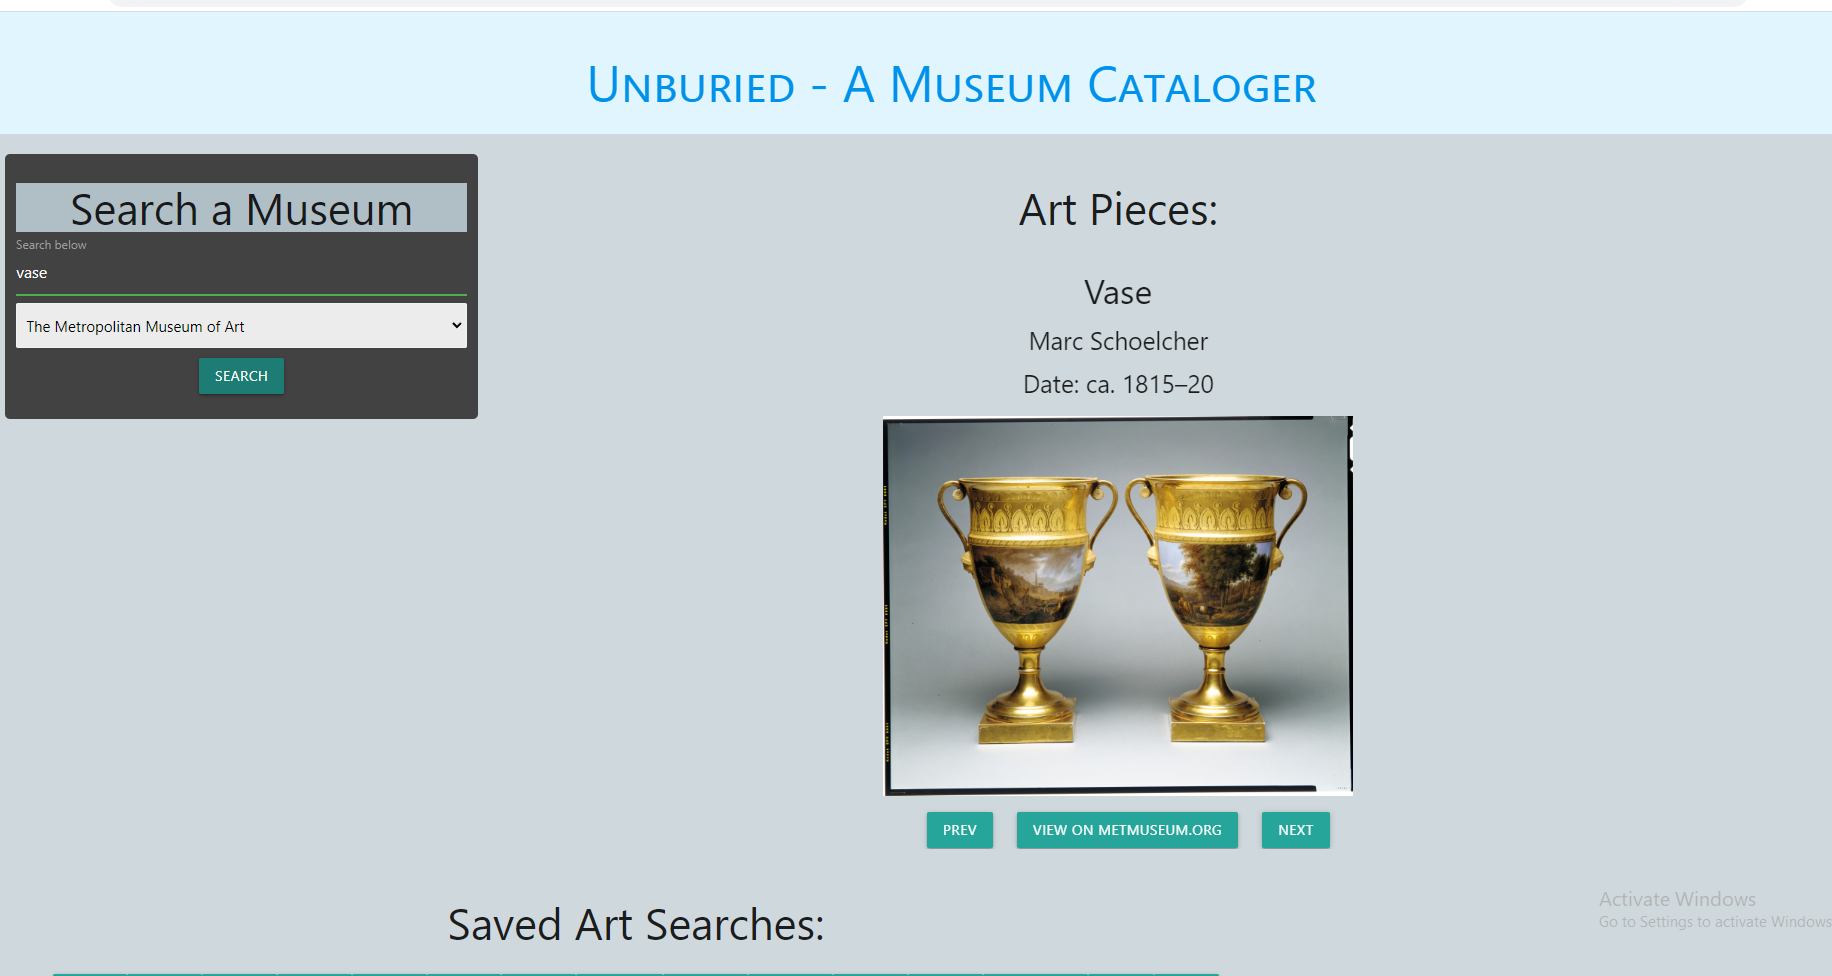 Unburied - A Museum Cataloger
Search a Museum
Search below
vase
The Metropolitan Museum of Art
SEARCH
Art Pieces:
Vase
Marc Schoelcher
Date: ca. 1815–20
PREV
VIEW ON METMUSEUM.ORG
NEXT
Saved Art Searches:
Activate Windows
Go to Settings to activate Windows